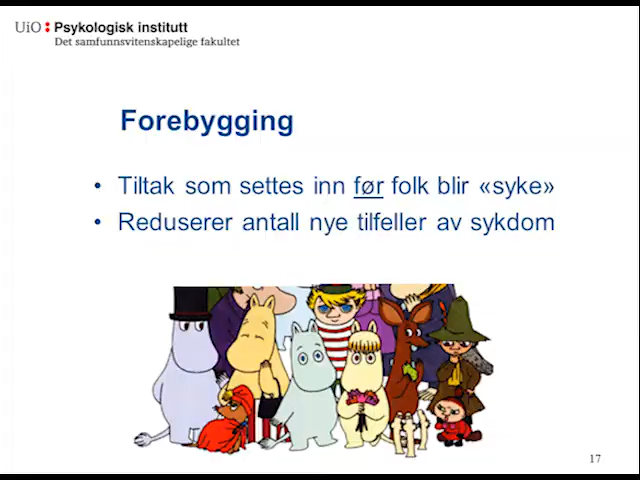 UiO : Psykologisk institutt
Det samfunnsvitenskapelige fakultet
Forebygging
• Tiltak som settes inn før folk blir «syke»
• Reduserer antall nye tilfeller av sykdom
17